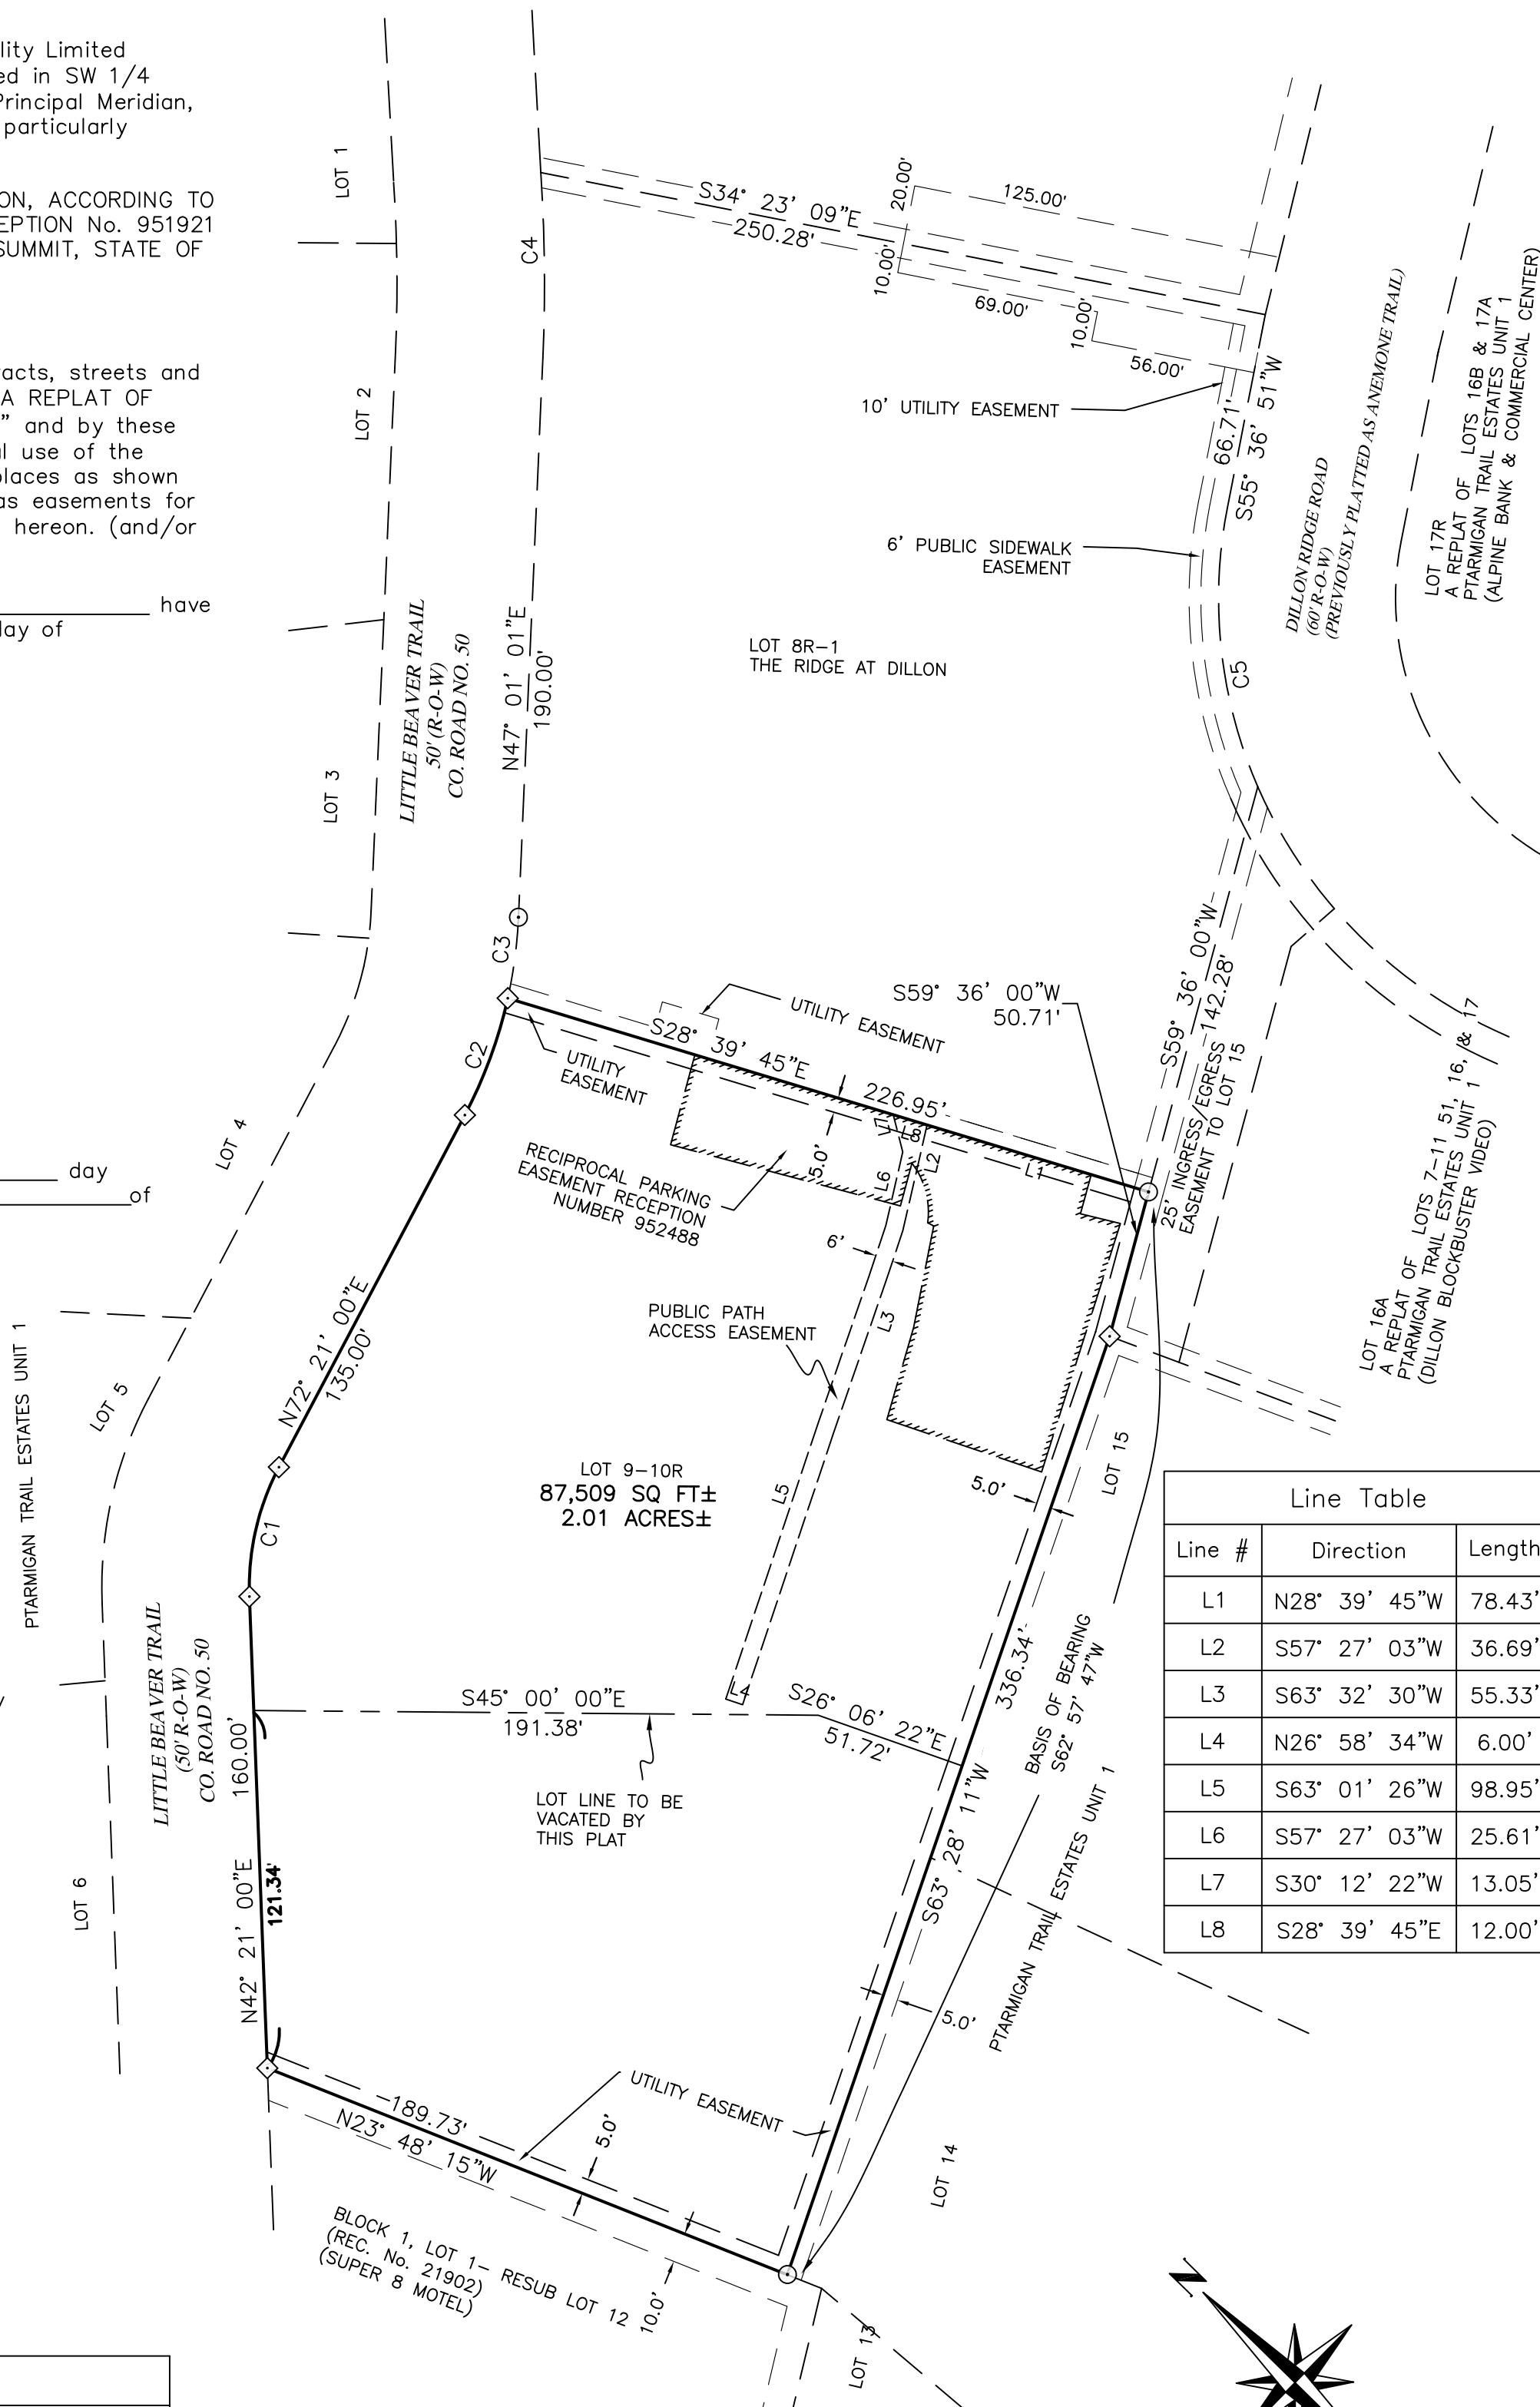 lity Limited
ed in SW 1/4
Principal Meridian,
particularly
ON, ACCORDING TO
EPTION No. 951921
SUMMIT, STATE OF
acts, streets and
A REPLAT OF
" and by these
al use of the
places as shown
as easements for
hereon. (and/or
have
day of
day
of
LOT 1
LOT 2
LOT 3
LOT 4
LOT 5
LOT 6
PTARMIGAN TRAIL ESTATES UNIT 1
LITTLE BEAVER TRAIL
50' (R-O-W)
CO. ROAD NO. 50
C4
N47° 01' 01"E
190.00'
C3
S34° 23' 09"E
250.28'
20.00'
125.00'
10.00'
69.00'
10.00'
56.00'
10' UTILITY EASEMENT
66.71'
S55° 36' 51"W
6' PUBLIC SIDEWALK
EASEMENT
DILLON RIDGE ROAD
(60' R-O-W)
(PREVIOUSLY PLATTED AS ANEMONE TRAIL)
LOT 17R
A REPLAT OF LOTS 16B & 17A
PTARMIGAN TRAIL ESTATES UNIT 1
(ALPINE BANK & COMMERCIAL CENTER)
LOT 8R-1
THE RIDGE AT DILLON
C5
S59° 36' 00"W
142.28'
25' INGRESS/EGRESS
EASEMENT TO LOT 15
S59° 36' 00"W
50.71'
UTILITY EASEMENT
S28° 39' 45"E
226.95'
UTILITY
EASEMENT
C2
RECIPROCAL PARKING
EASEMENT RECEPTION
NUMBER 952488
5.0'
L7
L8
L6
L2
L1
6'
L3
PUBLIC PATH
ACCESS EASEMENT
LOT 16A
A REPLAT OF LOTS 7-11 51, 16, & 17
PTARMIGAN TRAIL ESTATES UNIT 1
(DILLON BLOCKBUSTER VIDEO)
N72° 21' 00"E
135.00'
C1
LOT 9-10R
87,509 SQ FT±
2.01 ACRES±
L5
5.0'
LOT 15
L4
LITTLE BEAVER TRAIL
(50' R-O-W)
CO. ROAD NO. 50
160.00'
N42° 21' 00"E
121.34'
S45° 00' 00"E
191.38'
S26° 06' 22"E
51.72'
LOT LINE TO BE
VACATED BY
THIS PLAT
336.34'
S63° 28' 11"W
BASIS OF BEARING
S62° 57' 47"W
PTARMIGAN TRAIL ESTATES UNIT 1
5.0'
Line Table
Line # Direction Length
L1 N28° 39' 45"W 78.43'
L2 S57° 27' 03"W 36.69'
L3 S63° 32' 30"W 55.33'
L4 N26° 58' 34"W 6.00'
L5 S63° 01' 26"W 98.95'
L6 S57° 27' 03"W 25.61'
L7 S30° 12' 22"W 13.05'
L8 S28° 39' 45"E 12.00'
189.73'
N23° 48' 15"W
5.0'
UTILITY EASEMENT
10.0'
BLOCK 1, LOT 1- RESUB LOT 12
(REC. No. 21902)
(SUPER 8 MOTEL)
LOT 14
LOT 13
N